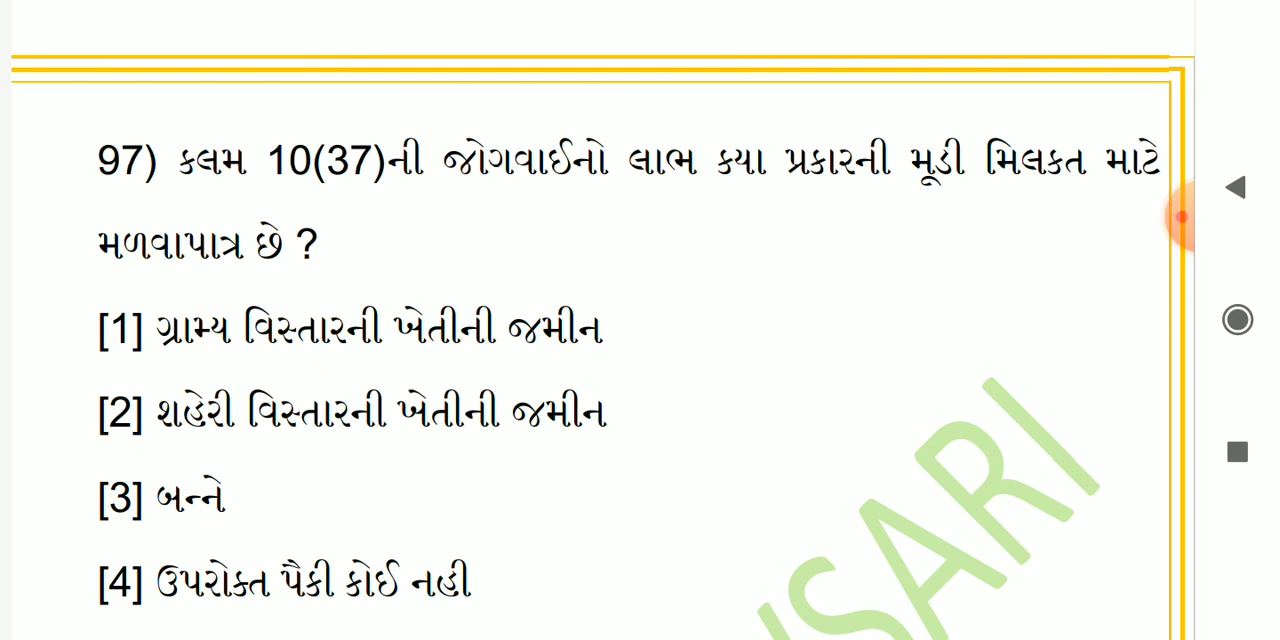 97) કલમ 10(37)ની જોગવાઈનો લાભ કયા પ્રકારની મૂડી મિલકત માટે
મળવાપાત્ર છે ?
[1] ગ્રામ્ય વિસ્તારની ખેતીની જમીન
[2] શહેરી વિસ્તારની ખેતીની જમીન
[3] બન્ને
[4] ઉપરોક્ત પૈકી કોઈ નહી